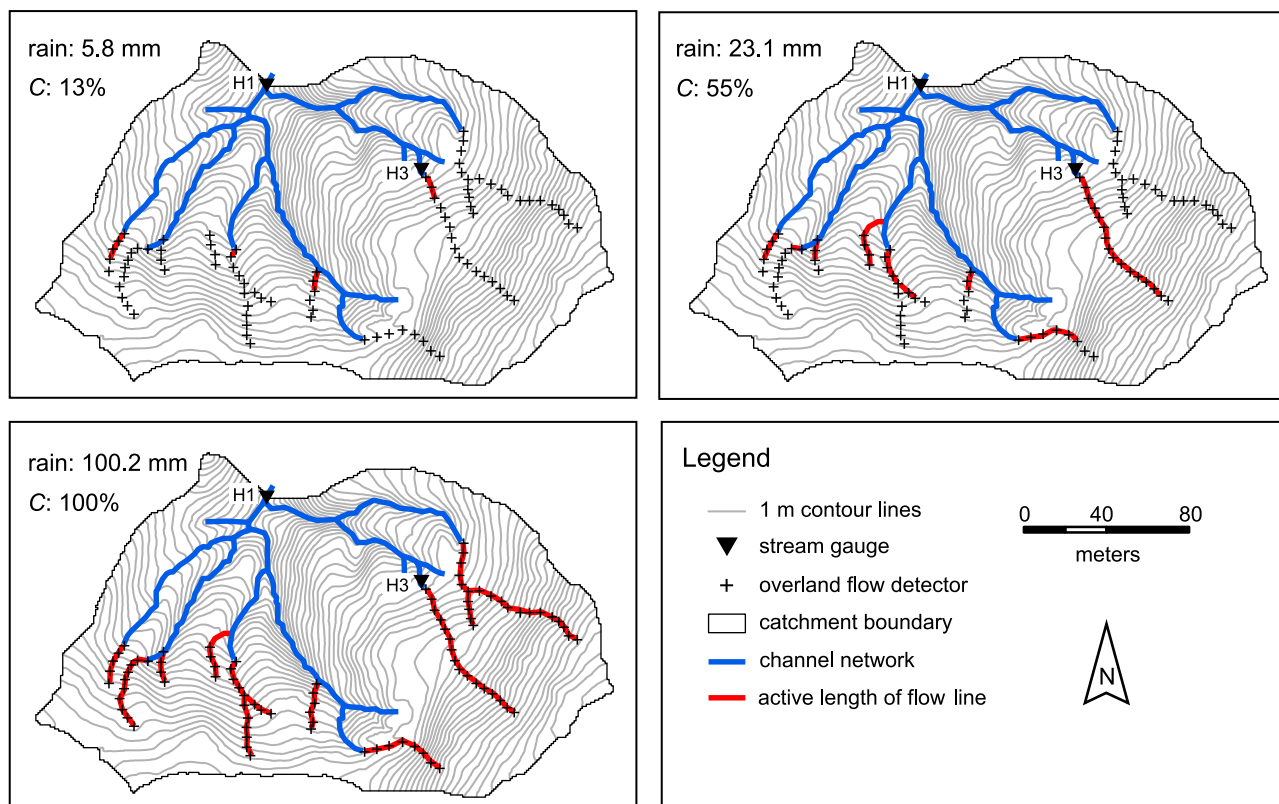 rain: 5.8 mm
C: 13%
H1
H3
rain: 23.1 mm
C: 55%
H1
H3
rain: 100.2 mm
C: 100%
H1
H3
Legend
1 m contour lines
stream gauge
overland flow detector
catchment boundary
channel network
active length of flow line
0 40 80
meters
N